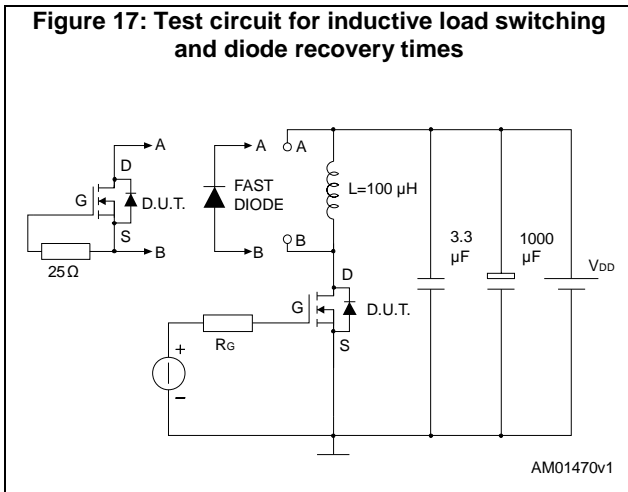 Figure 17: Test circuit for inductive load switching
and diode recovery times
A
D
G
D.U.T.
S
B
25 Ω
A
FAST
DIODE
B
A
L=100 µH
B
D
G
D.U.T.
S
RG
+
–
3.3
µF
1000
µF
VDD
AM01470v1